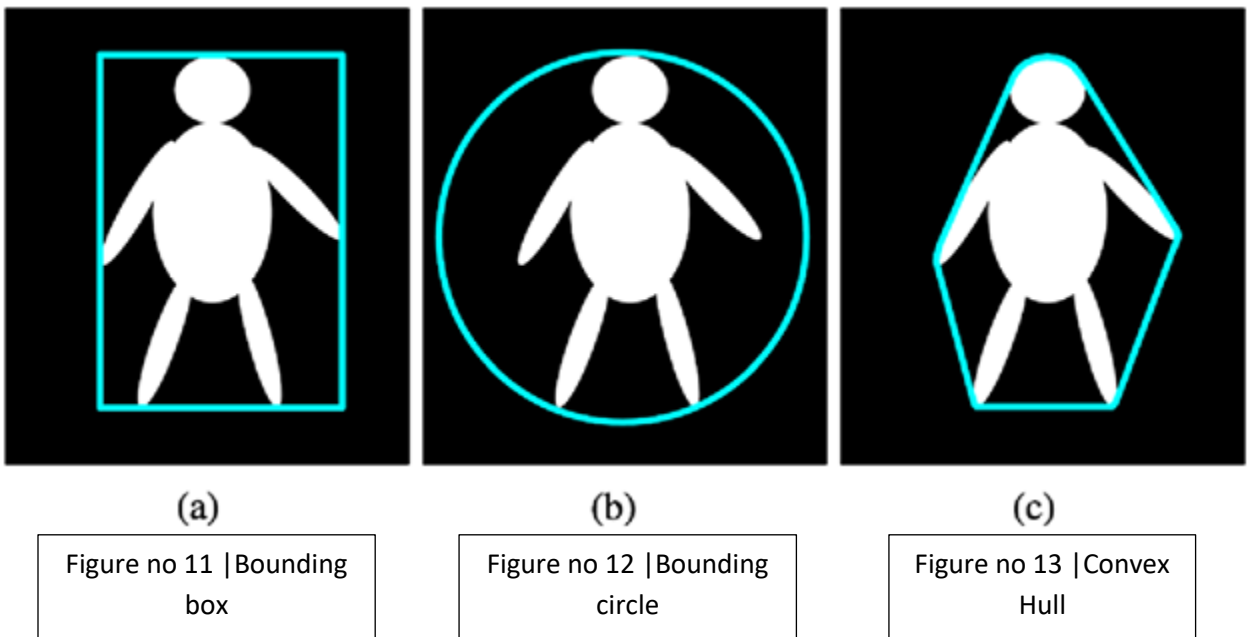 (a)
(b)
(c)
Figure no 11 |Bounding
box
Figure no 12 |Bounding
circle
Figure no 13 |Convex
Hull